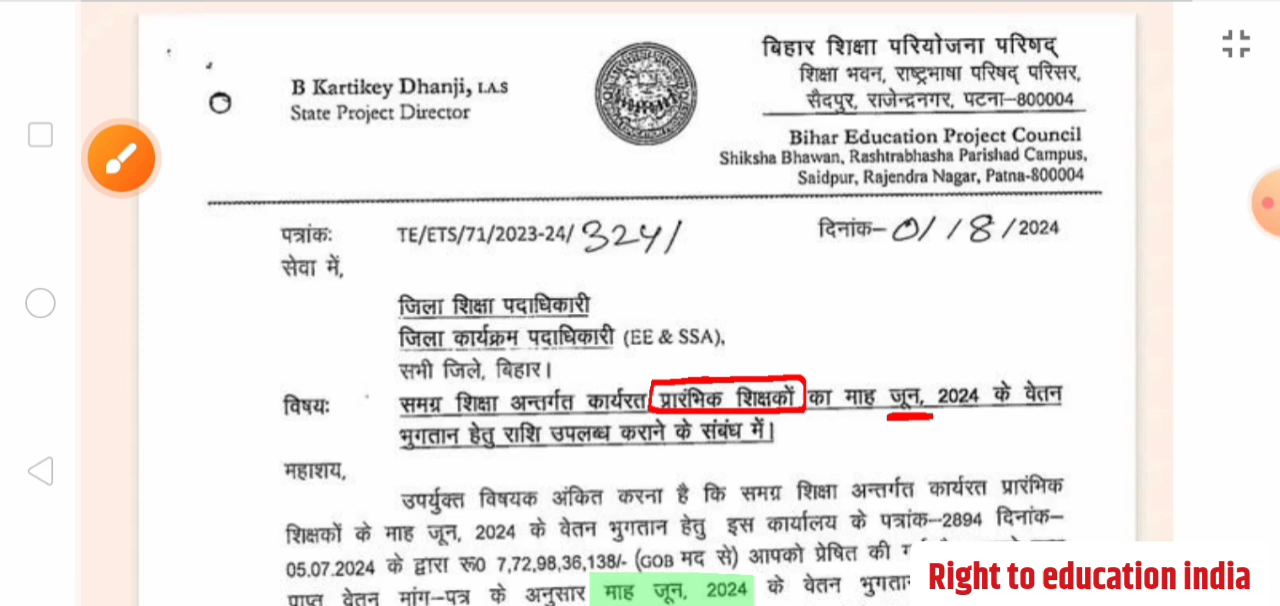 B Kartikey Dhanji, I.A.S
State Project Director
बिहार शिक्षा परियोजना परिषद्
शिक्षा भवन, राष्ट्रभाषा परिषद् परिसर,
सैदपुर, राजेन्द्रनगर, पटना–800004
Bihar Education Project Council
Shiksha Bhawan, Rashtrabhasha Parishad Campus,
Saidpur, Rajendra Nagar, Patna-800004
पत्रांकः TE/ETS/71/2023-24/ 3241 दिनांक– 01/8/2024
सेवा में,
जिला शिक्षा पदाधिकारी
जिला कार्यक्रम पदाधिकारी (EE & SSA),
सभी जिले, बिहार।
विषयः समग्र शिक्षा अन्तर्गत कार्यरत प्रारंभिक शिक्षकों का माह जून, 2024 के वेतन
भुगतान हेतु राशि उपलब्ध कराने के संबंध में।
महाशय,
उपर्युक्त विषयक अंकित करना है कि समग्र शिक्षा अन्तर्गत कार्यरत प्रारंभिक
शिक्षकों के माह जून, 2024 के वेतन भुगतान हेतु इस कार्यालय के पत्रांक–2894 दिनांक–
05.07.2024 के द्वारा रू0 7,72,98,36,138/- (GOB मद से) आपको प्रेषित की
प्राप्त वेतन मांग–पत्र के अनुसार माह जून, 2024 के वेतन
Right to education india